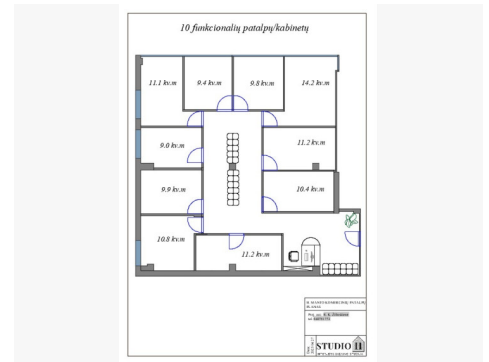 10 funkcionalių patalpų/kabinetų
11.1 kv.m
9.4 kv.m
9.8 kv.m
14.2 kv.m
9.0 kv.m
11.2 kv.m
9.9 kv.m
10.4 kv.m
10.8 kv.m
11.2 kv.m
STUDIO II